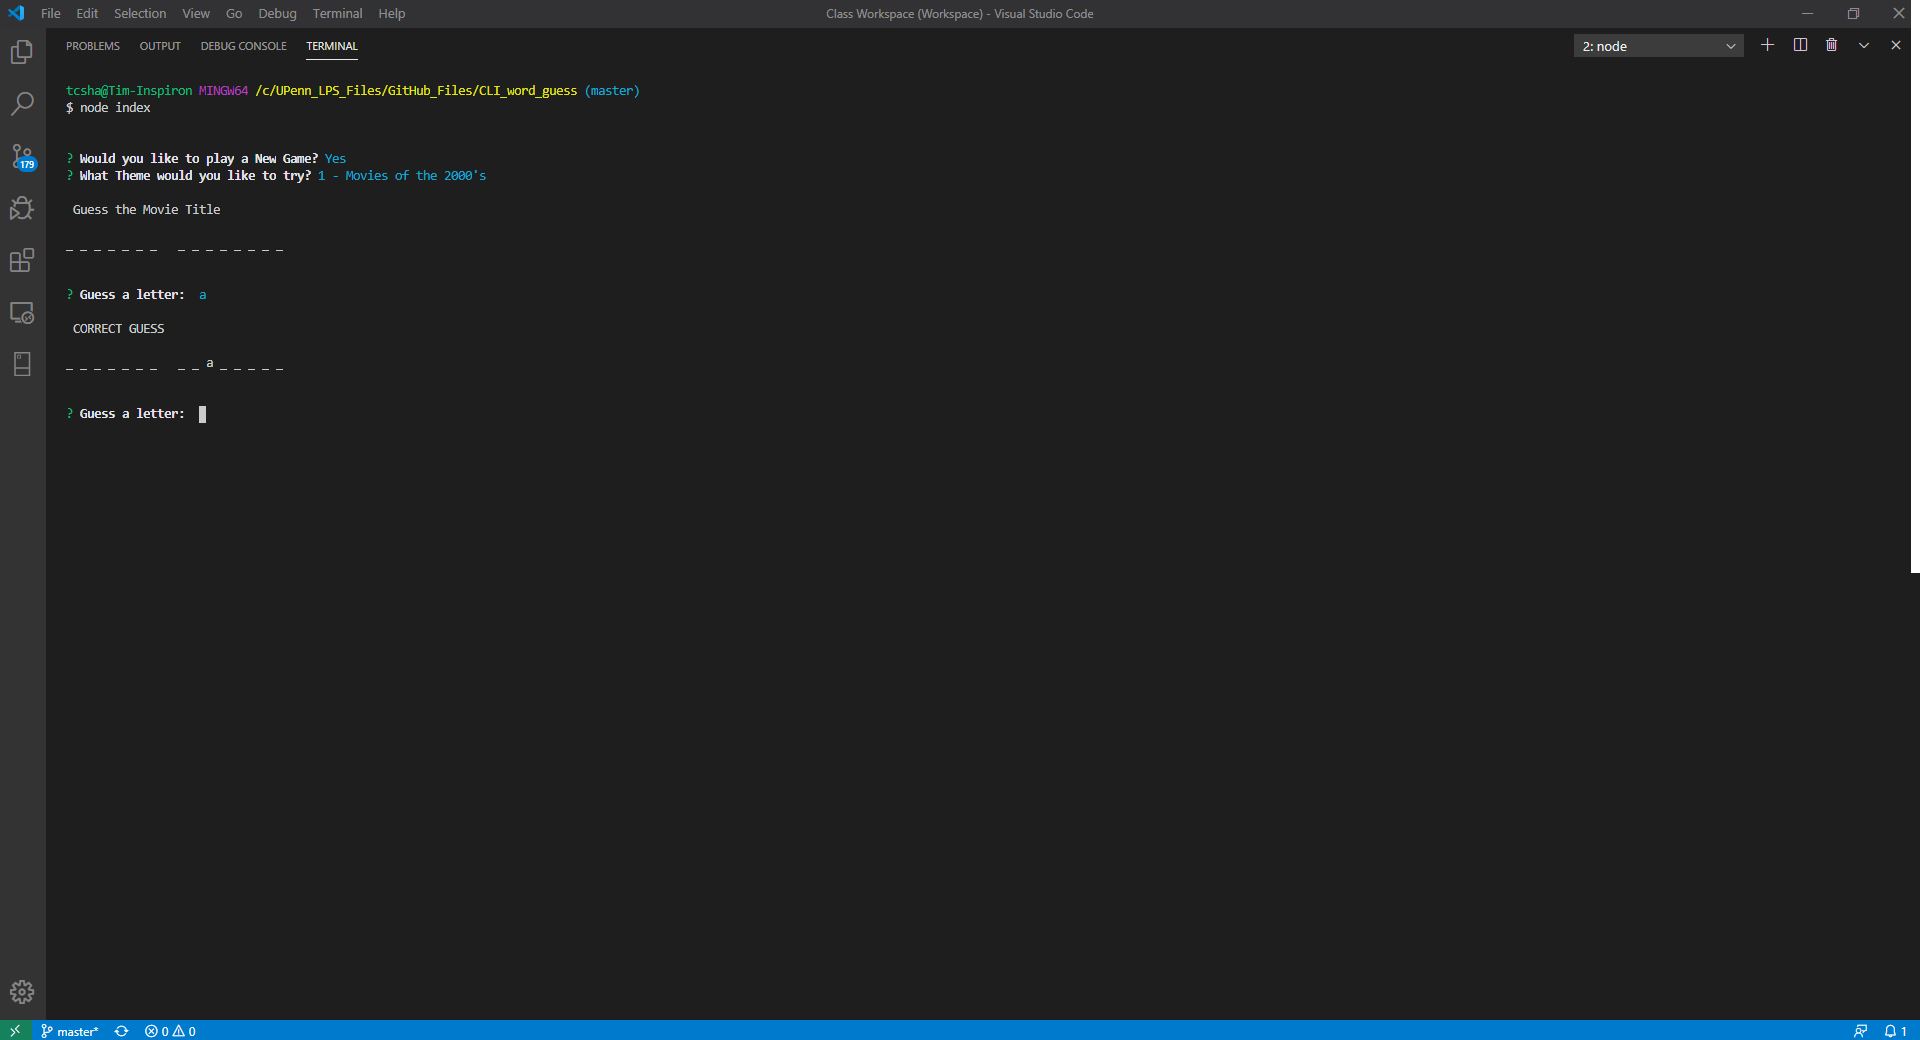 File Edit Selection View Go Debug Terminal Help
Class Workspace (Workspace) - Visual Studio Code
PROBLEMS OUTPUT DEBUG CONSOLE TERMINAL
2: node
tcsha@Tim-Inspiron MINGW64 /c/UPenn_LPS_Files/GitHub_Files/CLI_word_guess (master)
$ node index
? Would you like to play a New Game? Yes
? What Theme would you like to try? 1 - Movies of the 2000's
Guess the Movie Title
_ _ _ _ _ _ _   _ _ _ _ _ _ _ _
? Guess a letter:  a
CORRECT GUESS
_ _ _ _ _ _ _   _ _ a _ _ _ _ _
? Guess a letter:
179
master*
0 0
1